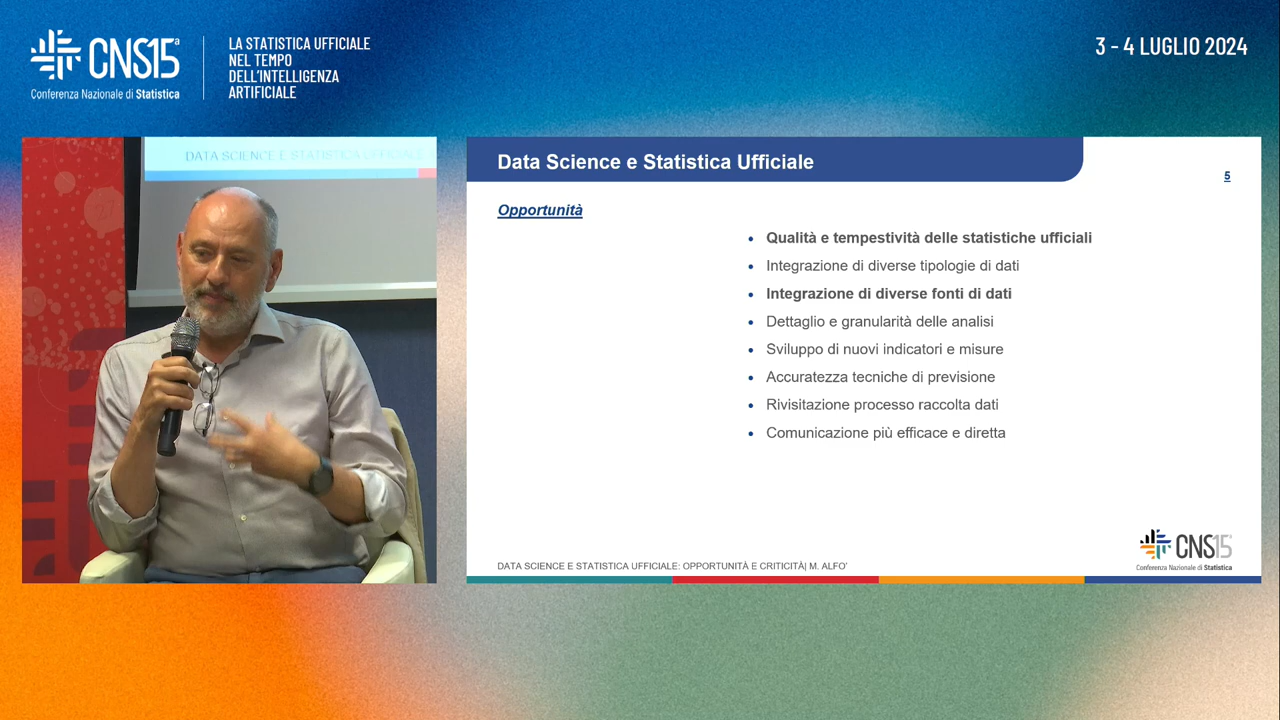 CNS15ª
Conferenza Nazionale di Statistica
LA STATISTICA UFFICIALE
NEL TEMPO
DELL'INTELLIGENZA
ARTIFICIALE
3 - 4 LUGLIO 2024
DATA SCIENCE E STATISTICA UFFICIALE
Data Science e Statistica Ufficiale
5
Opportunità
• Qualità e tempestività delle statistiche ufficiali
• Integrazione di diverse tipologie di dati
• Integrazione di diverse fonti di dati
• Dettaglio e granularità delle analisi
• Sviluppo di nuovi indicatori e misure
• Accuratezza tecniche di previsione
• Rivisitazione processo raccolta dati
• Comunicazione più efficace e diretta
CNS15
Conferenza Nazionale di Statistica
DATA SCIENCE E STATISTICA UFFICIALE: OPPORTUNITÀ E CRITICITÀ| M. ALFO'